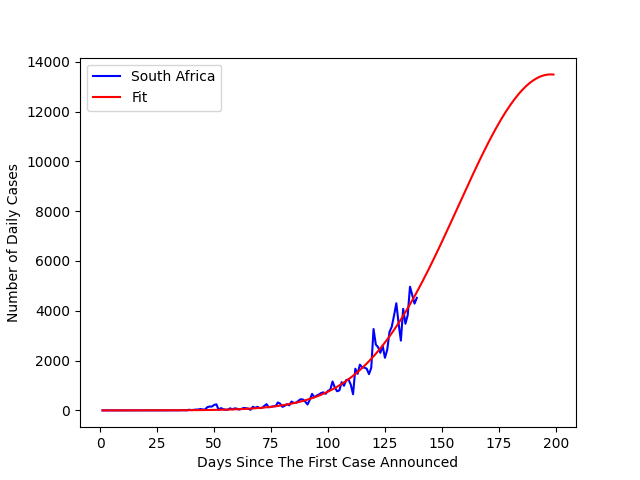 South Africa
Fit
14000
12000
10000
8000
6000
4000
2000
0
0 25 50 75 100 125 150 175 200
Number of Daily Cases
Days Since The First Case Announced